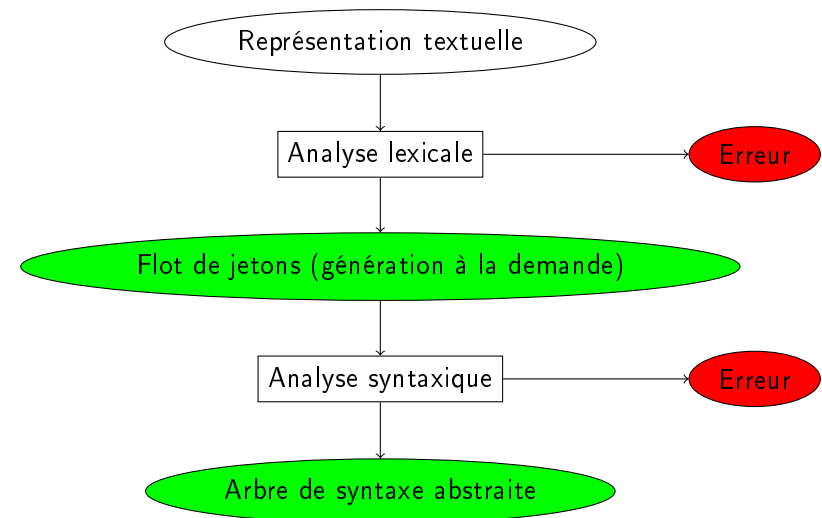 Représentation textuelle
Analyse lexicale
Erreur
Flot de jetons (génération à la demande)
Analyse syntaxique
Erreur
Arbre de syntaxe abstraite